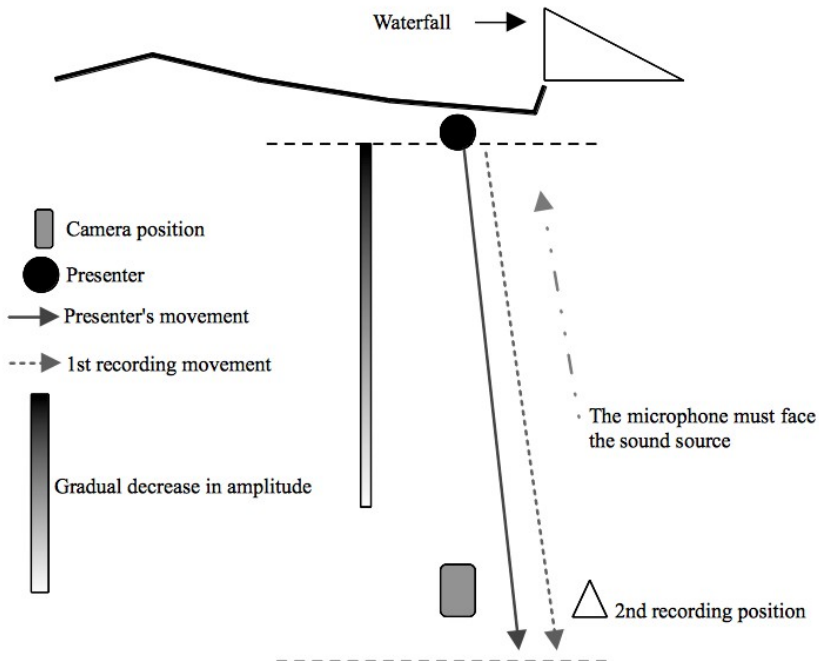 Waterfall
Camera position
Presenter
Presenter's movement
1st recording movement
The microphone must face
the sound source
Gradual decrease in amplitude
2nd recording position